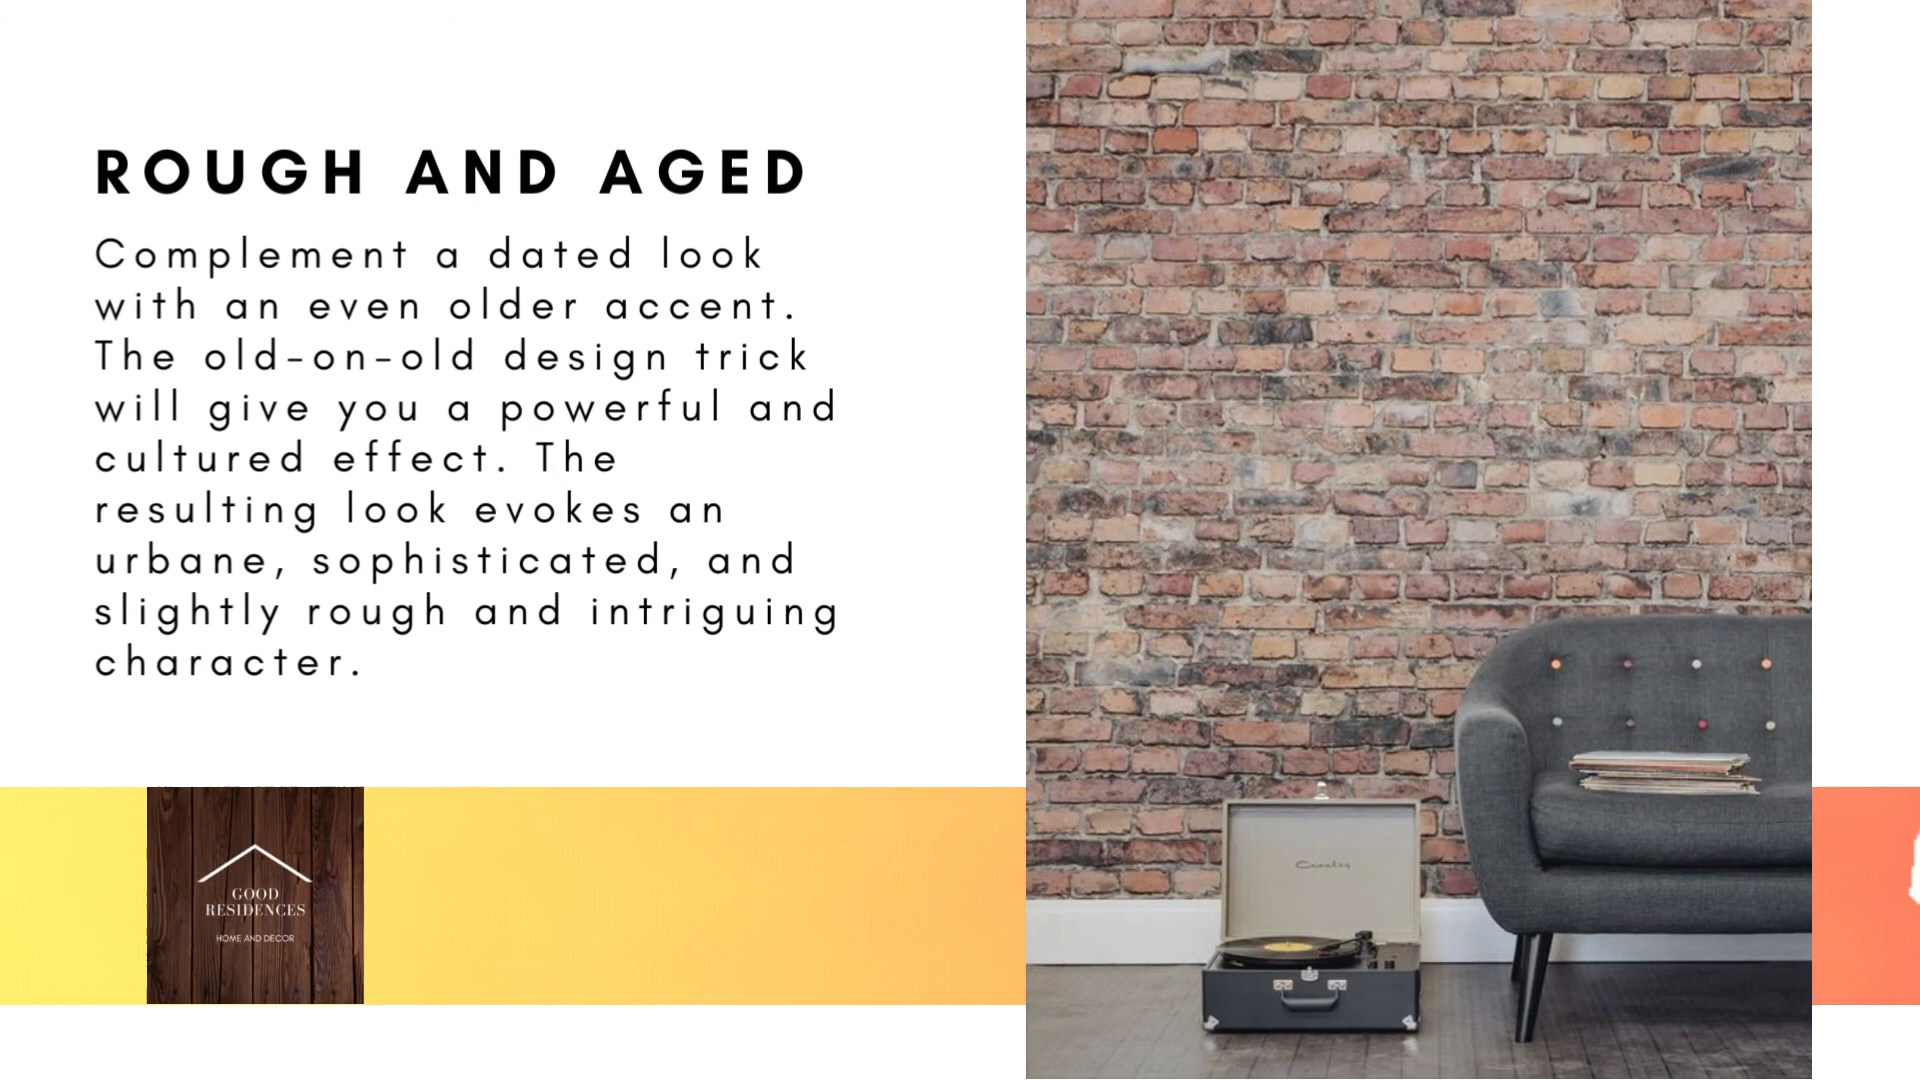 ROUGH AND AGED
Complement a dated look
with an even older accent.
The old-on-old design trick
will give you a powerful and
cultured effect. The
resulting look evokes an
urbane, sophisticated, and
slightly rough and intriguing
character.
GOOD
RESIDENCES
HOME AND DECOR
Crosley